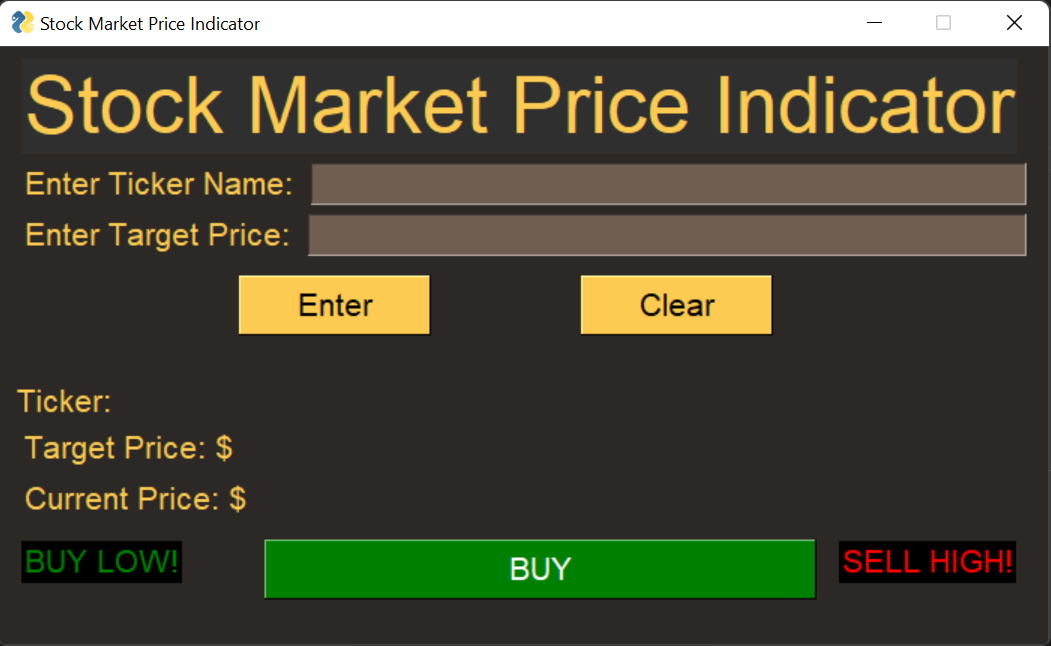 Stock Market Price Indicator
Stock Market Price Indicator
Enter Ticker Name:
Enter Target Price:
Enter Clear
Ticker:
Target Price: $
Current Price: $
BUY LOW! BUY SELL HIGH!